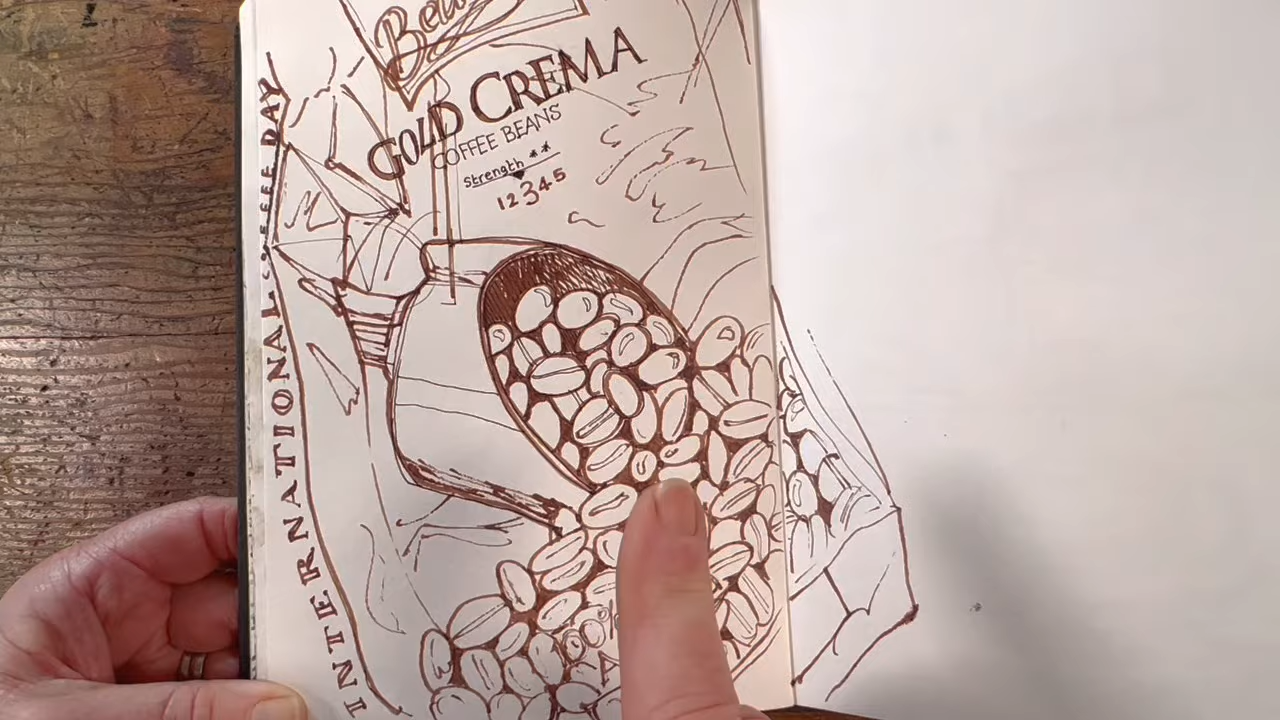 GOLD CREMA
COFFEE BEANS
Strength **
12345
INTERNATIONAL COFFEE DAY